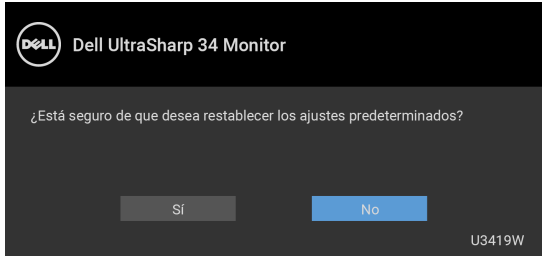 DELL Dell UltraSharp 34 Monitor
¿Está seguro de que desea restablecer los ajustes predeterminados?
Sí No
U3419W